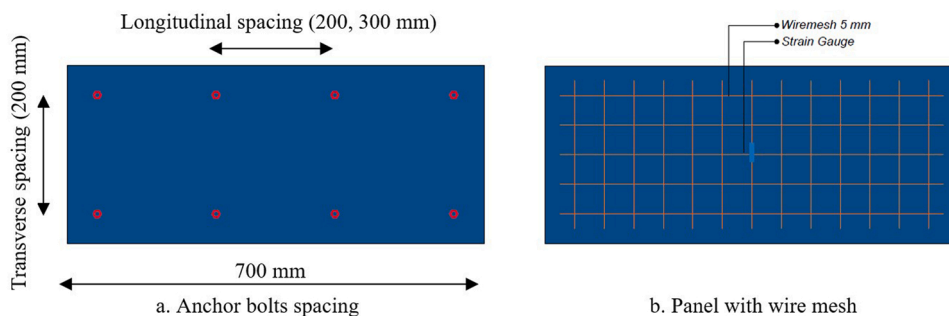 Longitudinal spacing (200, 300 mm)
Transverse spacing (200 mm)
700 mm
a. Anchor bolts spacing
Wiremesh 5 mm
Strain Gauge
b. Panel with wire mesh